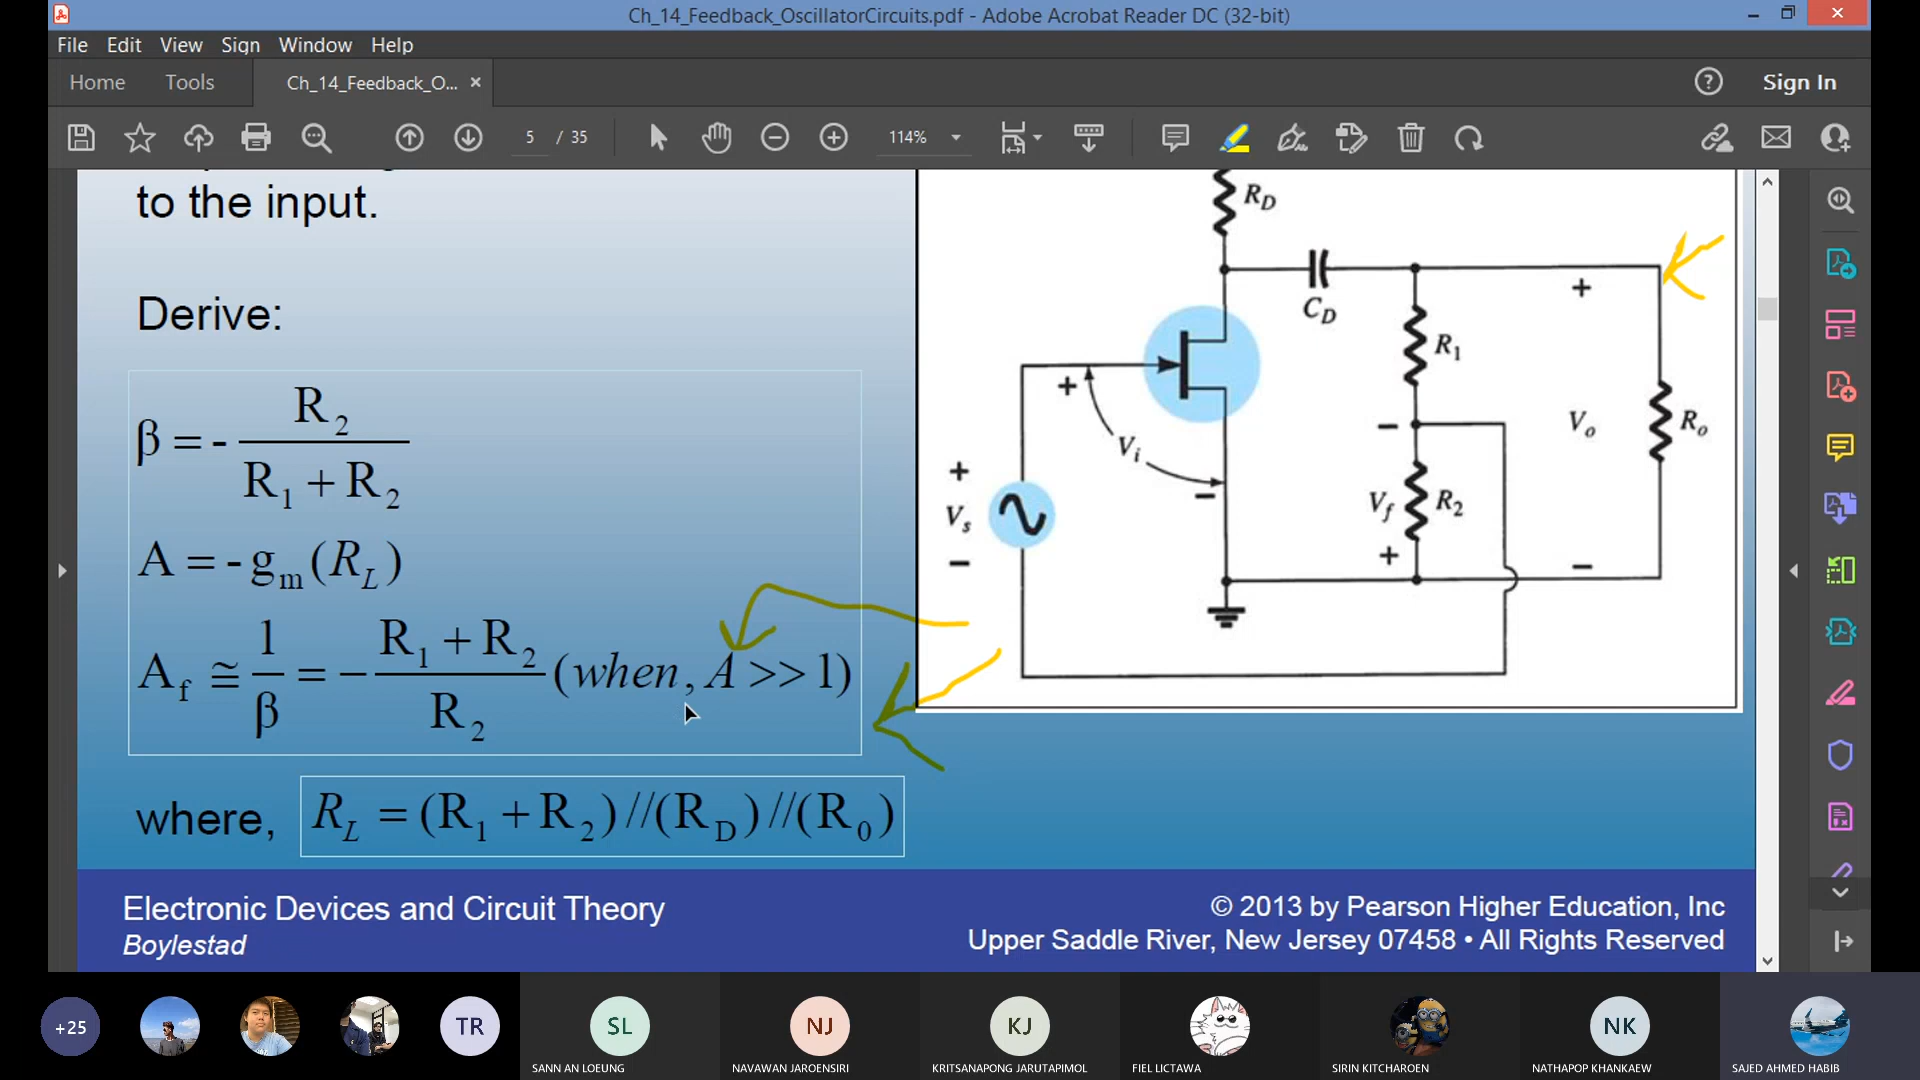 Ch_14_Feedback_OscillatorCircuits.pdf - Adobe Acrobat Reader DC (32-bit)
File Edit View Sign Window Help
Home Tools Ch_14_Feedback_O... × Sign In
5 / 35 114%
to the input.
Derive:
β = - R2 / (R1 + R2)
A = - gm (RL)
Af ≅ 1/β = − (R1 + R2) / R2 (when, A >> 1)
where, RL = (R1 + R2) //(RD) //(R0)
RD
CD
+
R1
+
Vi
−
Vo
Ro
+
Vs
−
−
Vf
R2
+
−
Electronic Devices and Circuit Theory
Boylestad
© 2013 by Pearson Higher Education, Inc
Upper Saddle River, New Jersey 07458 • All Rights Reserved
+25
TR
SL
NJ
KJ
NK
SANN AN LOEUNG
NAVAWAN JAROENSIRI
KRITSANAPONG JARUTAPIMOL
FIEL LICTAWA
SIRIN KITCHAROEN
NATHAPOP KHANKAEW
SAJED AHMED HABIB